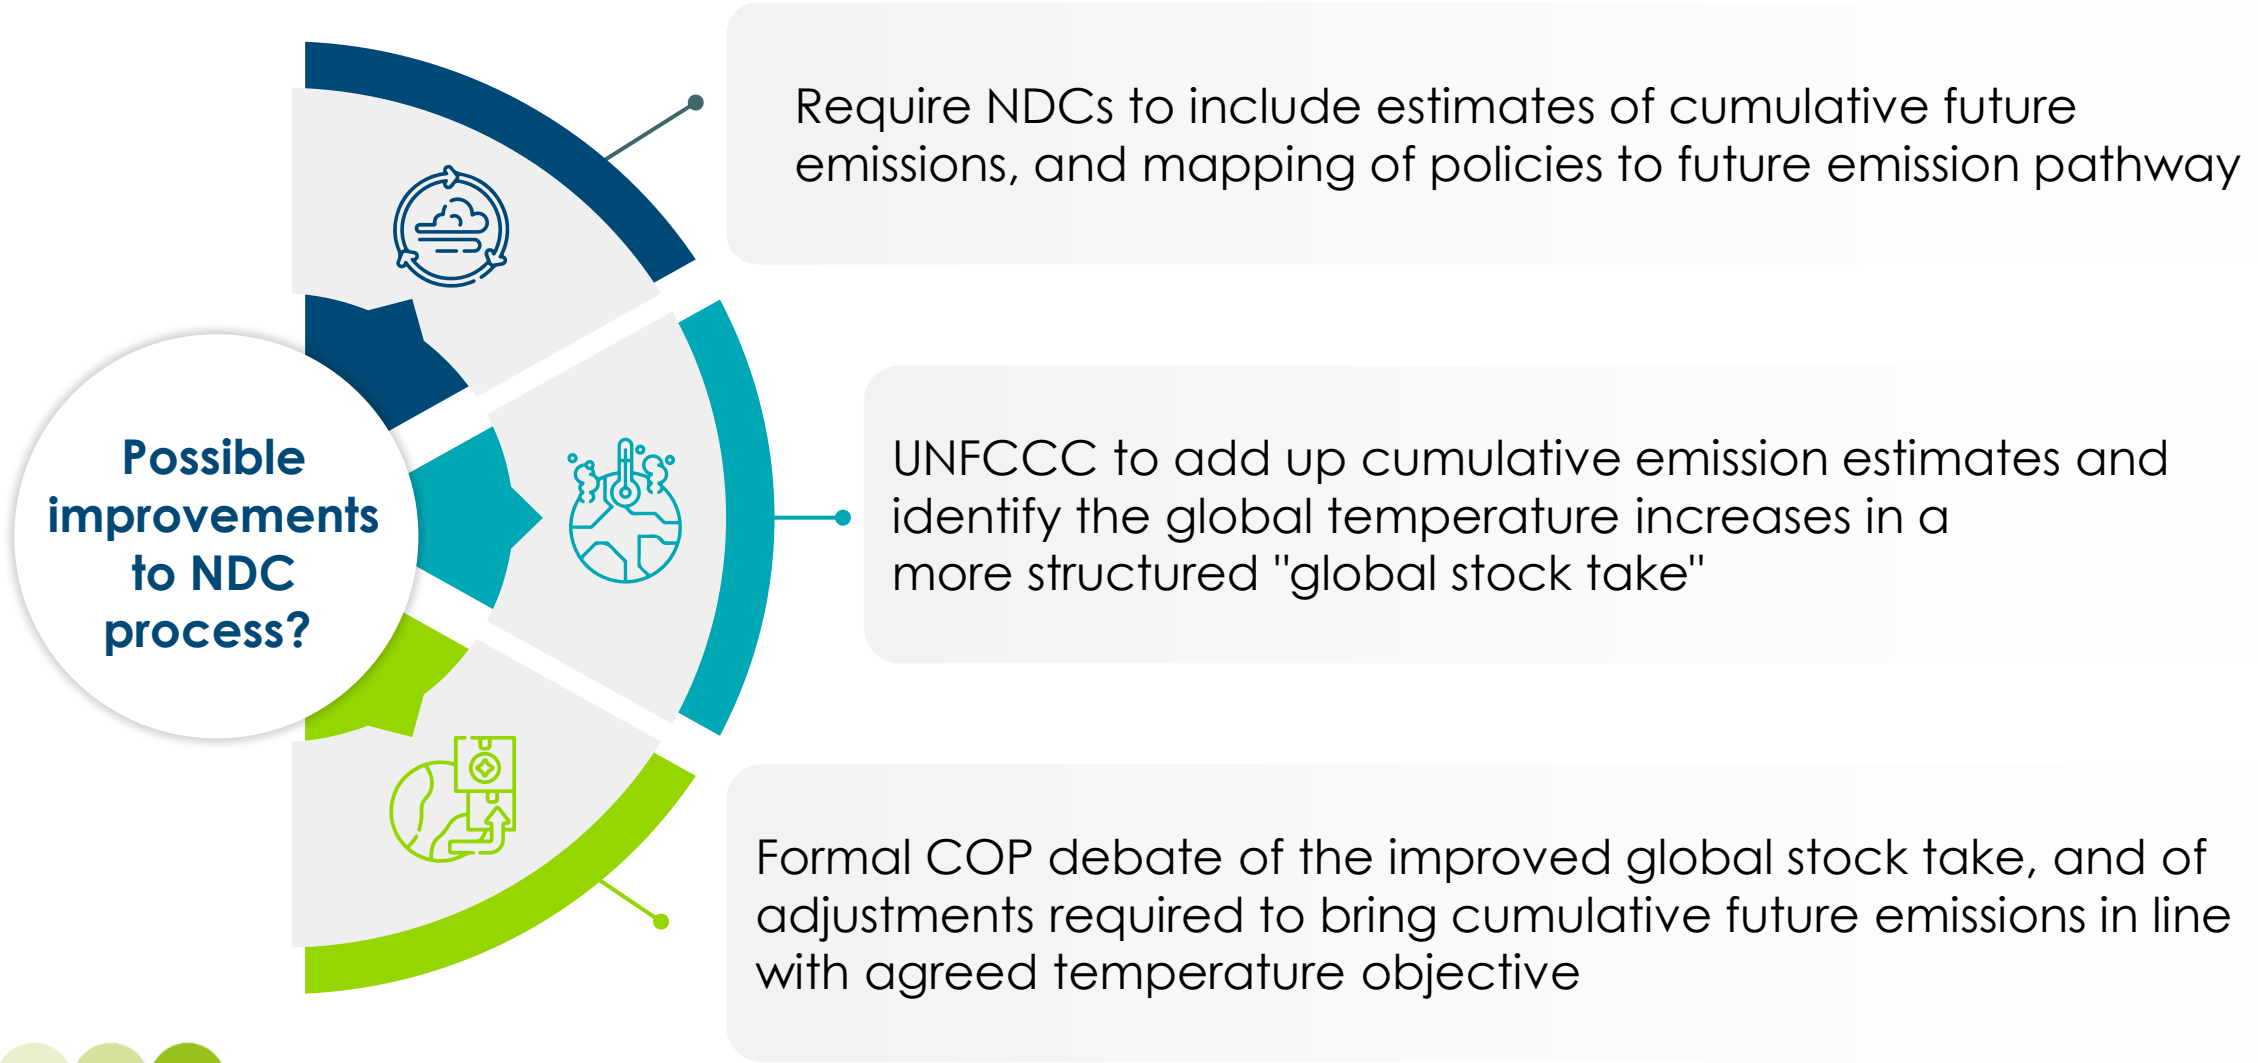 Possible
improvements
to NDC
process?
Require NDCs to include estimates of cumulative future
emissions, and mapping of policies to future emission pathway
UNFCCC to add up cumulative emission estimates and
identify the global temperature increases in a
more structured "global stock take"
Formal COP debate of the improved global stock take, and of
adjustments required to bring cumulative future emissions in line
with agreed temperature objective